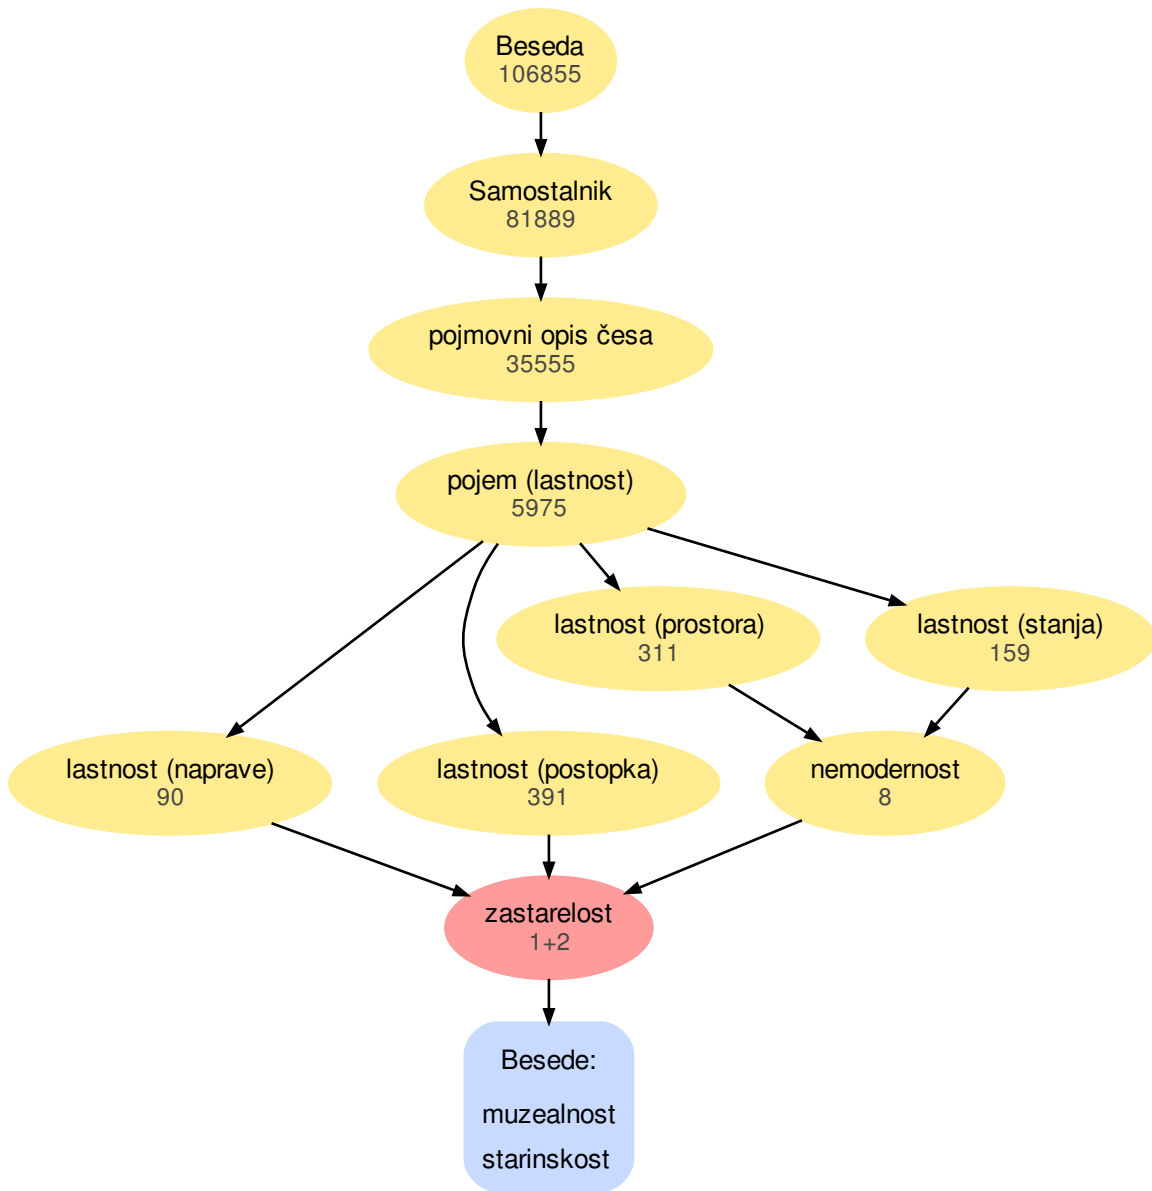 Beseda
106855
Samostalnik
81889
pojmovni opis česa
35555
pojem (lastnost)
5975
lastnost (prostora)
311
lastnost (stanja)
159
lastnost (naprave)
90
lastnost (postopka)
391
nemodernost
8
zastarelost
1+2
Besede:
muzealnost
starinskost